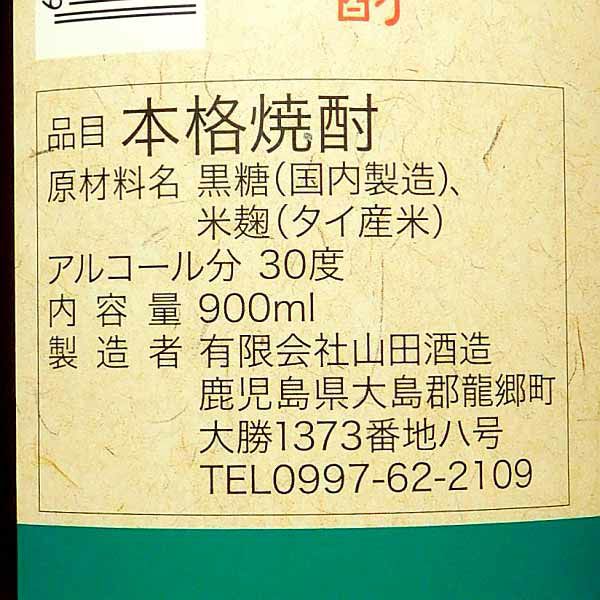 酎
品目 本格焼酎
原材料名 黒糖(国内製造)、
米麹(タイ産米)
アルコール分 30度
内容量 900ml
製造者 有限会社山田酒造
鹿児島県大島郡龍郷町
大勝1373番地八号
TEL0997-62-2109